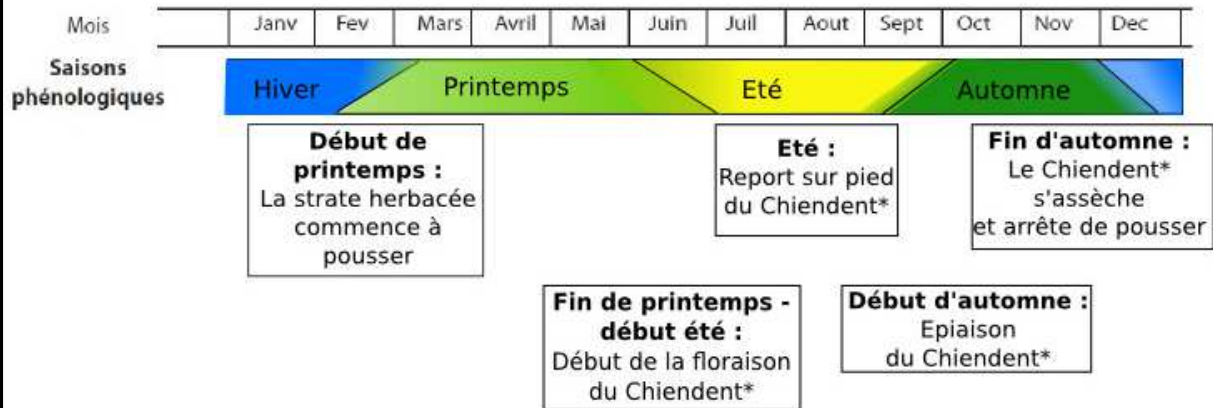 Mois Janv Fev Mars Avril Mai Juin Juil Aout Sept Oct Nov Dec
Saisons
phénologiques
Hiver Printemps Eté Automne
Début de
printemps :
La strate herbacée
commence à
pousser
Eté :
Report sur pied
du Chiendent*
Fin d'automne :
Le Chiendent*
s'assèche
et arrête de pousser
Fin de printemps -
début été :
Début de la floraison
du Chiendent*
Début d'automne :
Epiaison
du Chiendent*